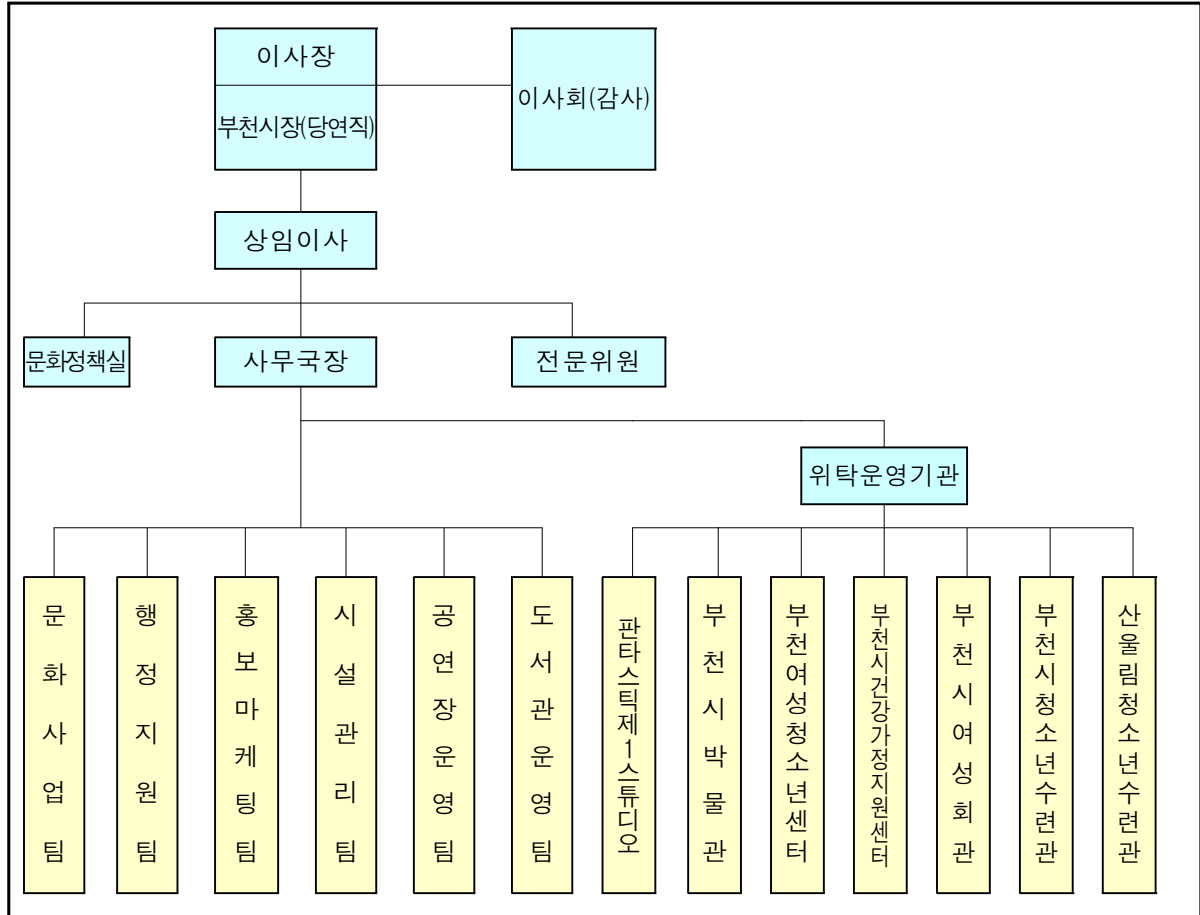 이사장
부천시장(당연직)
이사회(감사)
상임이사
문화정책실
사무국장
전문위원
위탁운영기관
문화사업팀
행정지원팀
홍보마케팅팀
시설관리팀
공연장운영팀
도서관운영팀
판타스틱제1스튜디오
부천시박물관
부천여성청소년센터
부천시건강가정지원센터
부천시여성회관
부천시청소년수련관
산울림청소년수련관